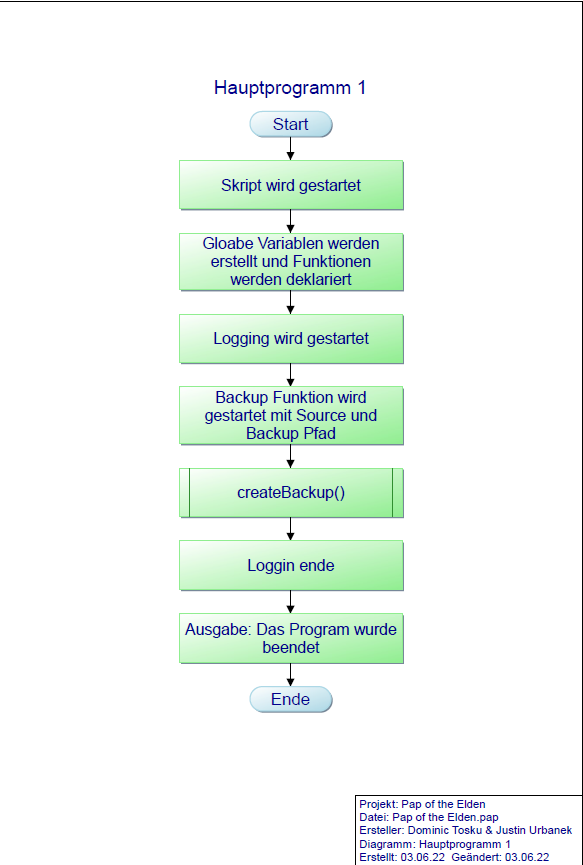 Hauptprogramm 1
Start
Skript wird gestartet
Gloabe Variablen werden
erstellt und Funktionen
werden deklariert
Logging wird gestartet
Backup Funktion wird
gestartet mit Source und
Backup Pfad
createBackup()
Loggin ende
Ausgabe: Das Program wurde
beendet
Ende
Projekt: Pap of the Elden
Datei: Pap of the Elden.pap
Ersteller: Dominic Tosku & Justin Urbanek
Diagramm: Hauptprogramm 1
Erstellt: 03.06.22  Geändert: 03.06.22